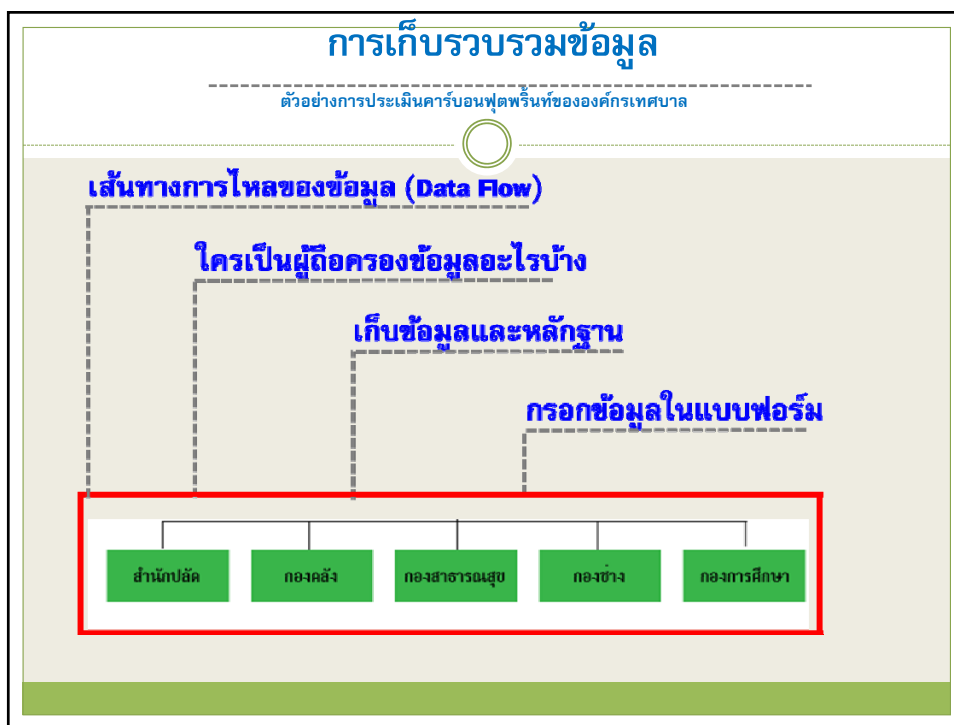 การเก็บรวบรวมข้อมูล
ตัวอย่างการประเมินคาร์บอนฟุตพริ้นท์ขององค์กรเทศบาล
เส้นทางการไหลของข้อมูล (Data Flow)
ใครเป็นผู้ถือครองข้อมูลอะไรบ้าง
เก็บข้อมูลและหลักฐาน
กรอกข้อมูลในแบบฟอร์ม
สำนักปลัด กองคลัง กองสาธารณสุข กองช่าง กองการศึกษา